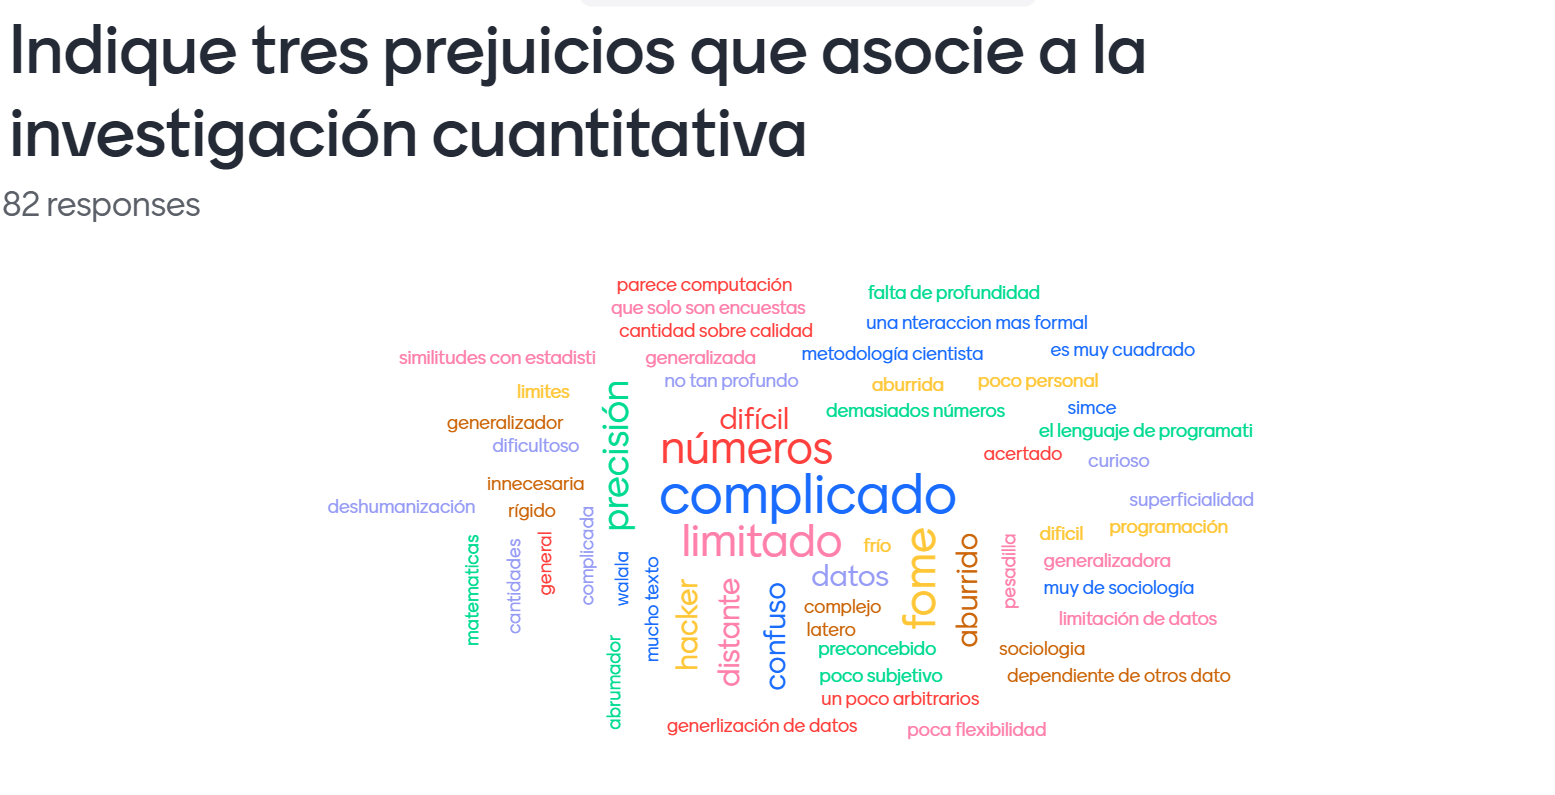 Indique tres prejuicios que asocie a la
investigación cuantitativa
82 responses
parece computación
falta de profundidad
que solo son encuestas
una nteraccion mas formal
cantidad sobre calidad
similitudes con estadisti
generalizada
metodología cientista
es muy cuadrado
no tan profundo
aburrida
poco personal
limites
precisión
difícil
demasiados números
simce
generalizador
el lenguaje de programati
dificultoso
números
acertado
curioso
innecesaria
complicado
superficialidad
deshumanización
rígido
programación
limitado
frío
fome
dificil
matematicas
cantidades
general
complicada
walala
mucho texto
hacker
distante
confuso
datos
aburrido
pesadilla
generalizadora
muy de sociología
complejo
limitación de datos
latero
abrumador
preconcebido
sociologia
poco subjetivo
dependiente de otros dato
un poco arbitrarios
generlización de datos
poca flexibilidad